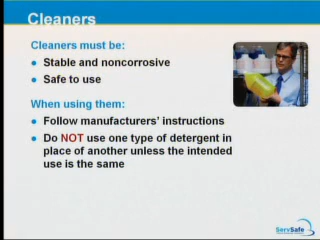 Cleaners
Cleaners must be:
Stable and noncorrosive
Safe to use
When using them:
Follow manufacturers' instructions
Do NOT use one type of detergent in
place of another unless the intended
use is the same
ServSafe